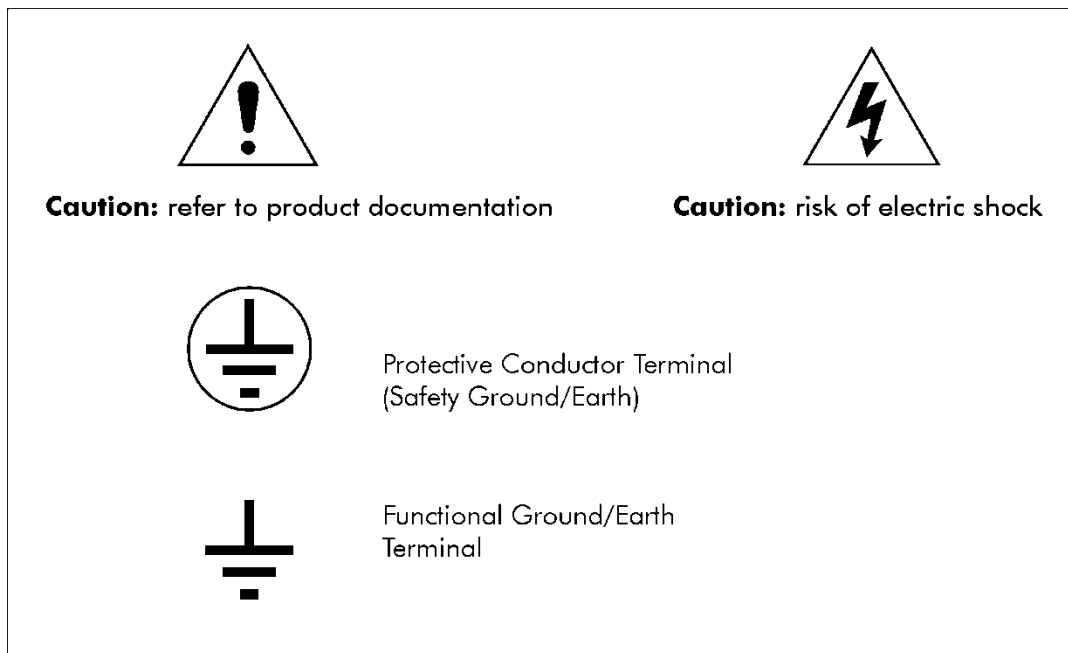 Caution: refer to product documentation
Caution: risk of electric shock
Protective Conductor Terminal
(Safety Ground/Earth)
Functional Ground/Earth
Terminal